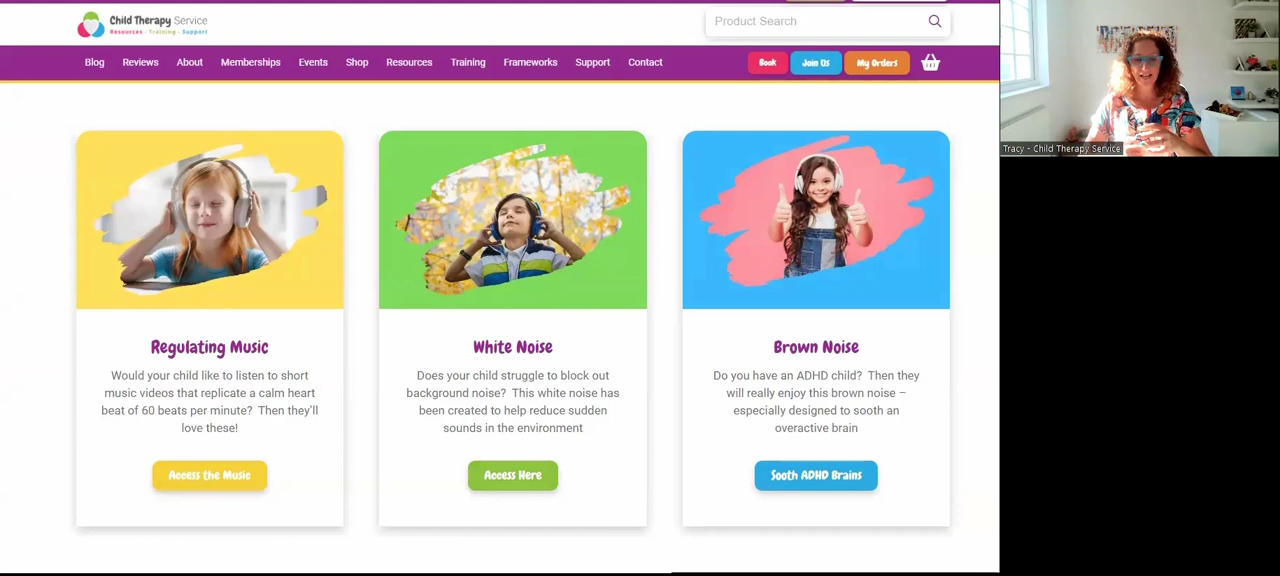 Child Therapy Service
Resources - Training - Support
Product Search
Blog Reviews About Memberships Events Shop Resources Training Frameworks Support Contact Book Join Us My Orders
Tracy - Child Therapy Service
Regulating Music
Would your child like to listen to short
music videos that replicate a calm heart
beat of 60 beats per minute? Then they'll
love these!
Access the Music
White Noise
Does your child struggle to block out
background noise? This white noise has
been created to help reduce sudden
sounds in the environment
Access Here
Brown Noise
Do you have an ADHD child? Then they
will really enjoy this brown noise –
especially designed to sooth an
overactive brain
Sooth ADHD Brains